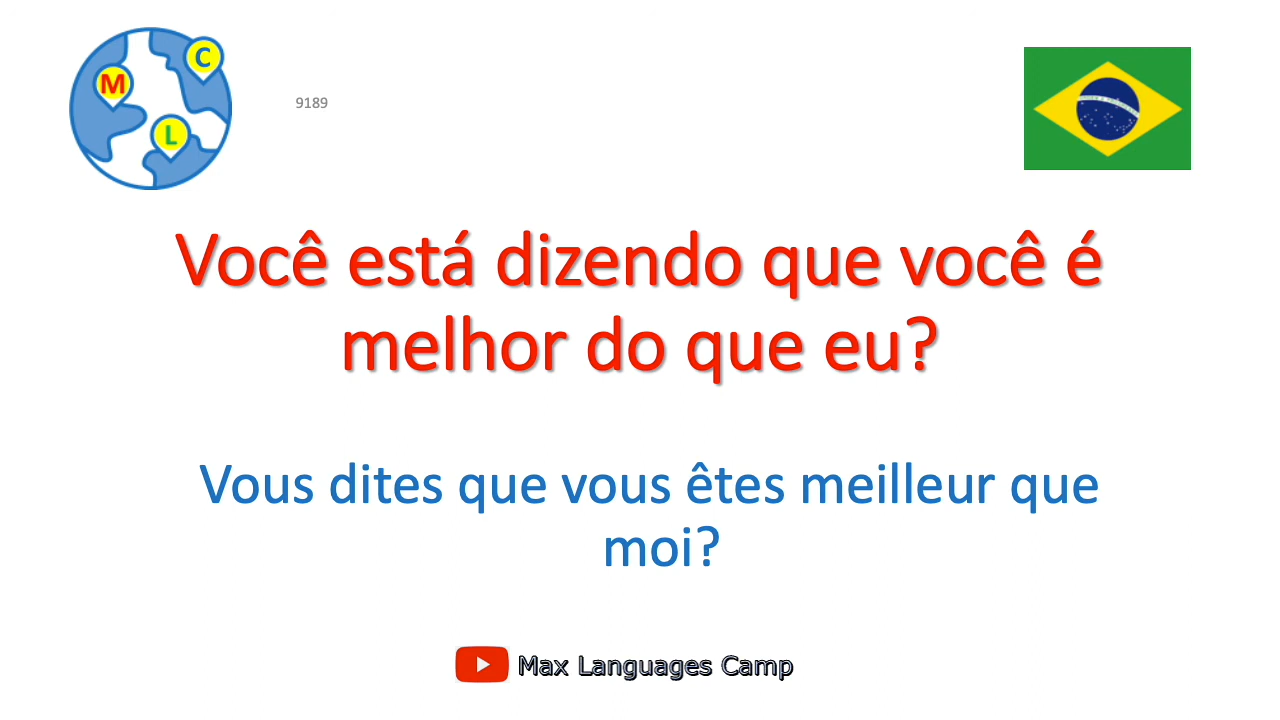 C
M
L
9189
Você está dizendo que você é
melhor do que eu?
Vous dites que vous êtes meilleur que
moi?
Max Languages Camp